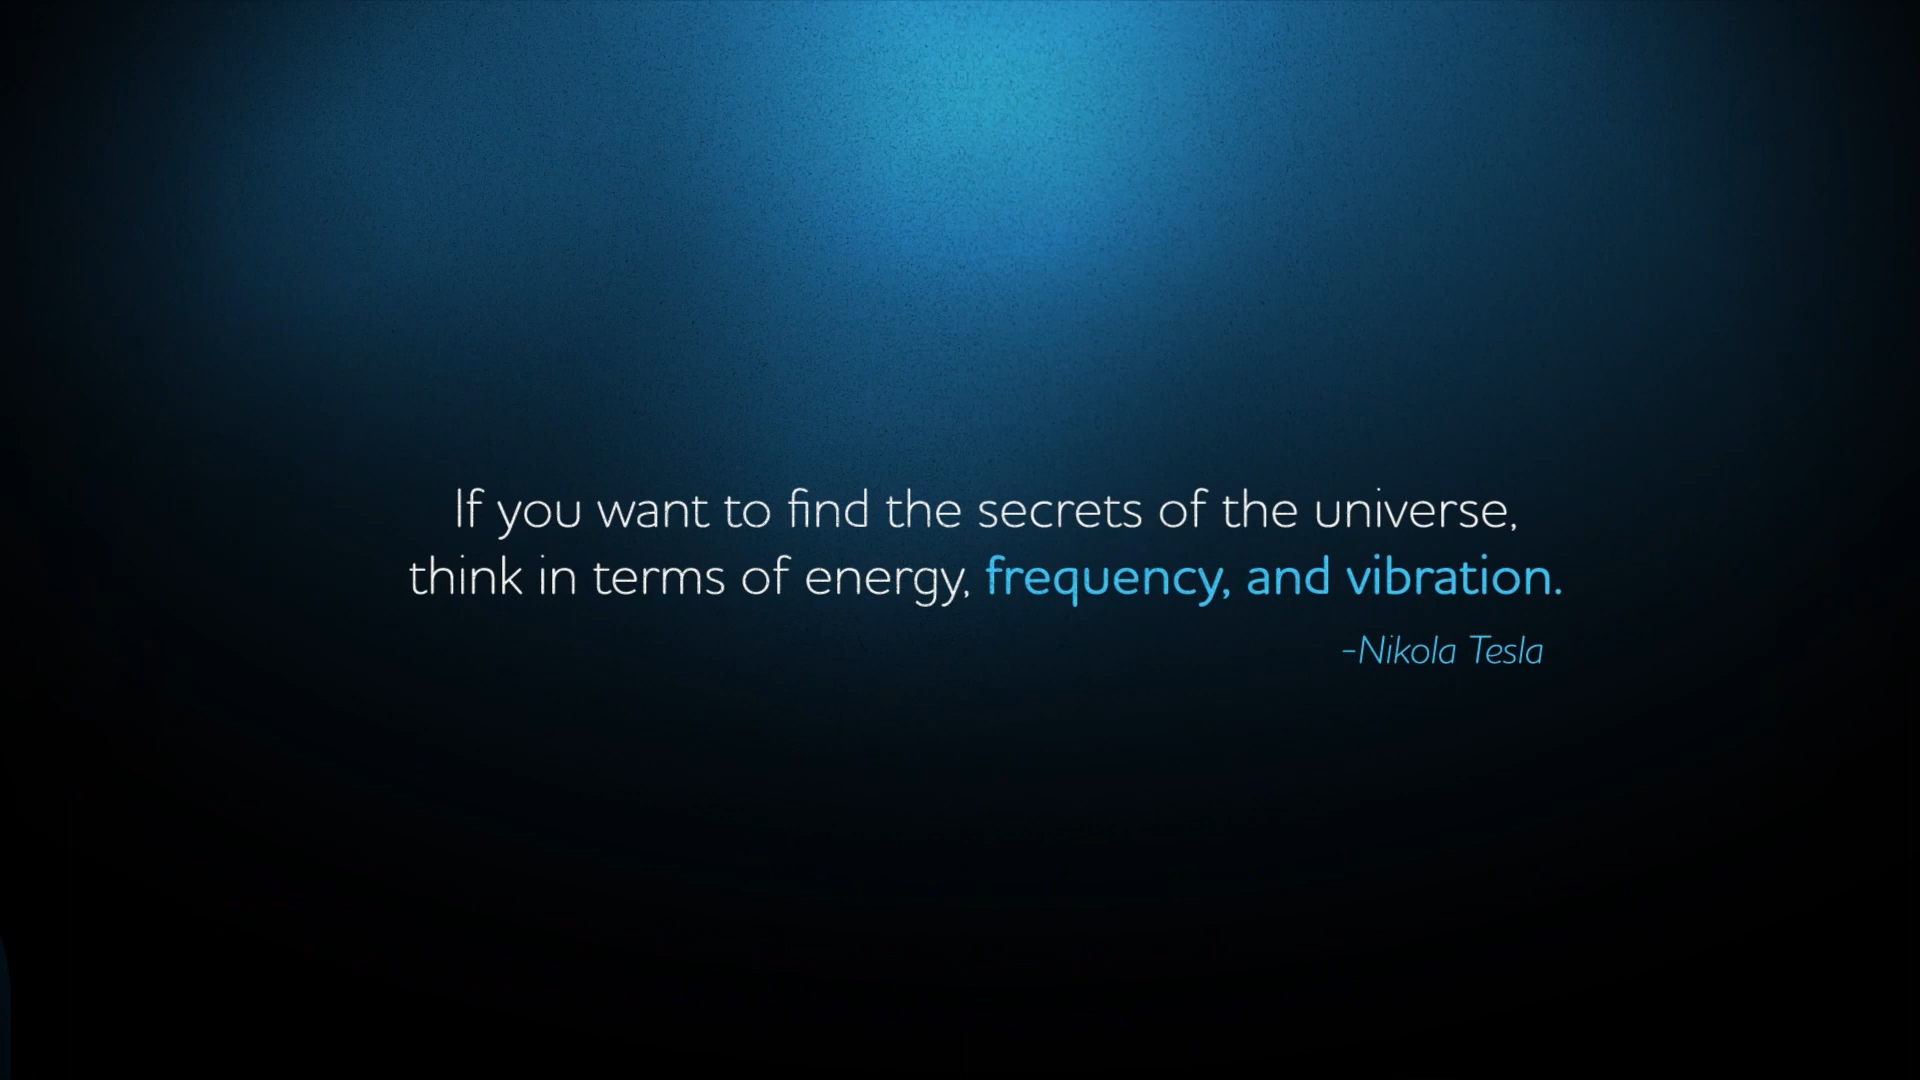 If you want to find the secrets of the universe,
think in terms of energy, frequency, and vibration.
-Nikola Tesla